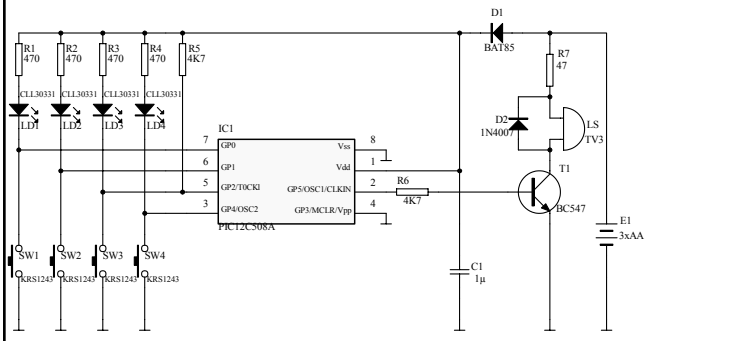 D1
BAT85
R1 470
R2 470
R3 470
R4 470
R5 4K7
R7 47
CLL30331
CLL30331
CLL30331
CLL30331
LD1
LD2
LD3
LD4
D2
1N4007
LS
TV3
IC1
7
GP0
Vss
8
6
GP1
Vdd
1
5
GP2/T0CKI
GP5/OSC1/CLKIN
2
3
GP4/OSC2
GP3/MCLR/Vpp
4
PIC12C508A
R6
4K7
T1
BC547
E1
3xAA
C1
1µ
SW1
SW2
SW3
SW4
KRS1243
KRS1243
KRS1243
KRS1243